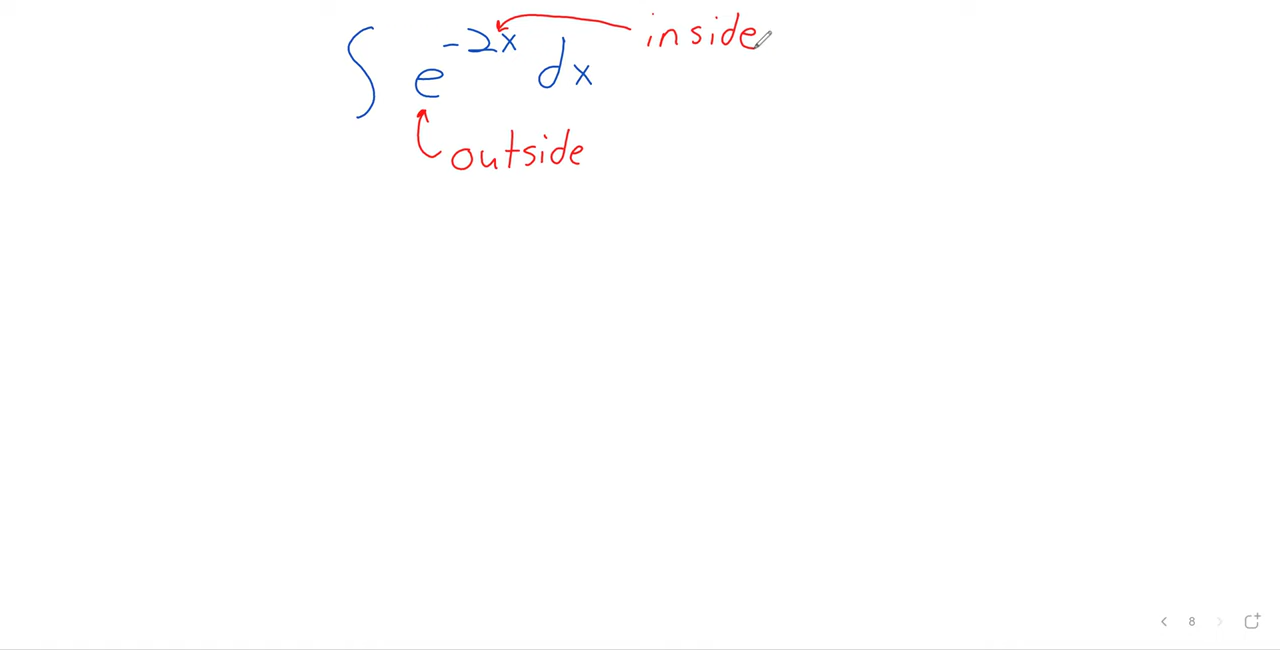 ∫ e^{-2x} dx
inside
outside
8